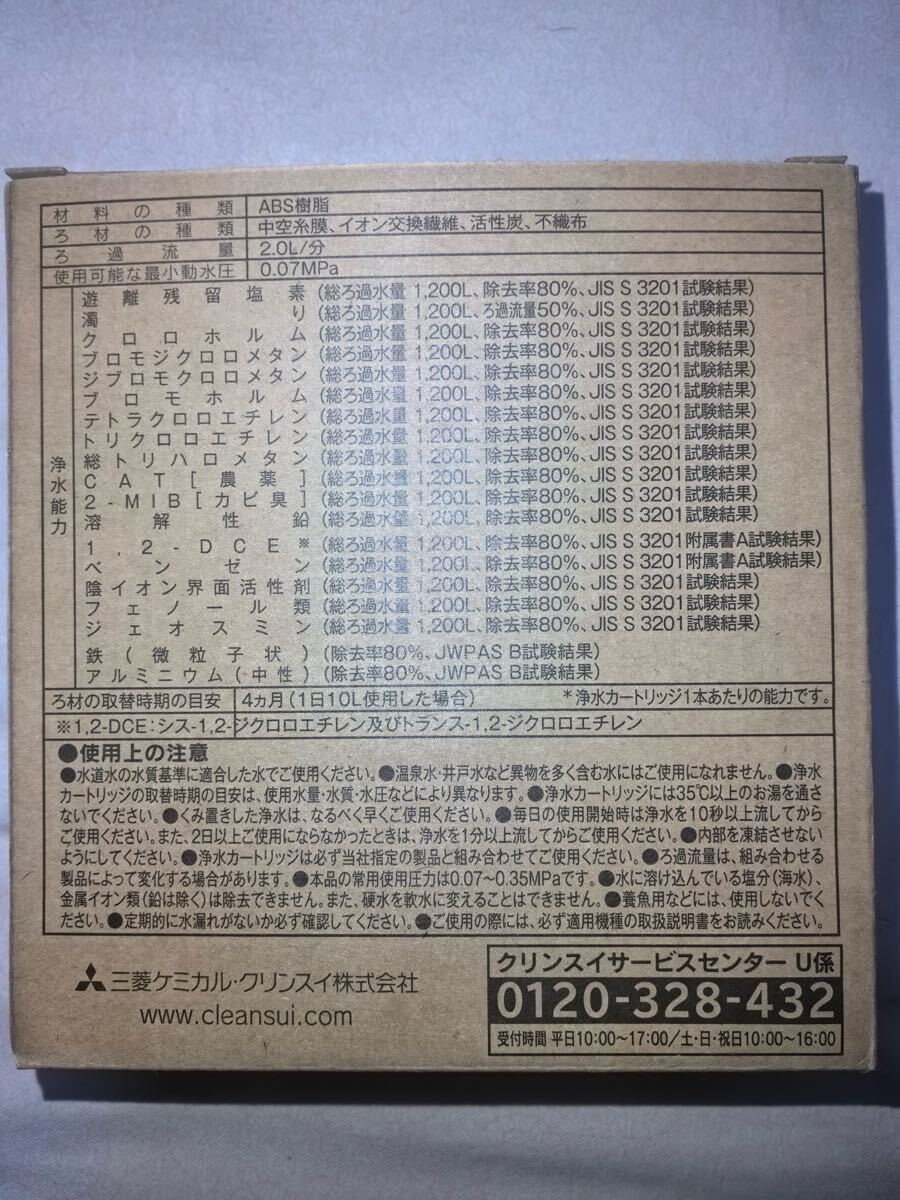 材料の種類 ABS樹脂
ろ材の種類 中空糸膜、イオン交換繊維、活性炭、不織布
ろ過流量 2.0L/分
使用可能な最小動水圧 0.07MPa
浄水能力
遊離残留塩素 (総ろ過水量 1,200L、除去率80%、JIS S 3201試験結果)
濁り (総ろ過水量 1,200L、ろ過流量50%、JIS S 3201試験結果)
クロロホルム (総ろ過水量 1,200L、除去率80%、JIS S 3201試験結果)
ブロモジクロロメタン (総ろ過水量 1,200L、除去率80%、JIS S 3201試験結果)
ジブロモクロロメタン (総ろ過水量 1,200L、除去率80%、JIS S 3201試験結果)
ブロモホルム (総ろ過水量 1,200L、除去率80%、JIS S 3201試験結果)
テトラクロロエチレン (総ろ過水量 1,200L、除去率80%、JIS S 3201試験結果)
トリクロロエチレン (総ろ過水量 1,200L、除去率80%、JIS S 3201試験結果)
総トリハロメタン (総ろ過水量 1,200L、除去率80%、JIS S 3201試験結果)
CAT[農薬] (総ろ過水量 1,200L、除去率80%、JIS S 3201試験結果)
2-MIB[カビ臭] (総ろ過水量 1,200L、除去率80%、JIS S 3201試験結果)
溶解性鉛 (総ろ過水量 1,200L、除去率80%、JIS S 3201試験結果)
1,2-DCE※ (総ろ過水量 1,200L、除去率80%、JIS S 3201附属書A試験結果)
ベンゼン (総ろ過水量 1,200L、除去率80%、JIS S 3201附属書A試験結果)
陰イオン界面活性剤 (総ろ過水量 1,200L、除去率80%、JIS S 3201試験結果)
フェノール類 (総ろ過水量 1,200L、除去率80%、JIS S 3201試験結果)
ジェオスミン (総ろ過水量 1,200L、除去率80%、JIS S 3201試験結果)
鉄(微粒子状) (除去率80%、JWPAS B試験結果)
アルミニウム(中性) (除去率80%、JWPAS B試験結果)
ろ材の取替時期の目安 4ヵ月(1日10L使用した場合) *浄水カートリッジ1本あたりの能力です。
※1,2-DCE:シス-1,2-ジクロロエチレン及びトランス-1,2-ジクロロエチレン
●使用上の注意
●水道水の水質基準に適合した水でご使用ください。●温泉水・井戸水など異物を多く含む水にはご使用になれません。●浄水
カートリッジの取替時期の目安は、使用水量・水質・水圧などにより異なります。●浄水カートリッジには35℃以上のお湯を通さ
ないでください。●くみ置きした浄水は、なるべく早くご使用ください。●毎日の使用開始時は浄水を10秒以上流してから
ご使用ください。また、2日以上ご使用にならなかったときは、浄水を1分以上流してからご使用ください。●内部を凍結させない
ようにしてください。●浄水カートリッジは必ず当社指定の製品と組み合わせてご使用ください。●ろ過流量は、組み合わせる
製品によって変化する場合があります。●本品の常用使用圧力は0.07～0.35MPaです。●水に溶け込んでいる塩分(海水)、
金属イオン類(鉛は除く)は除去できません。また、硬水を軟水に変えることはできません。●養魚用などには、使用しないでく
ださい。●定期的に水漏れがないか必ず確認してください。●ご使用の際には、必ず適用機種の取扱説明書をお読みください。
三菱ケミカル・クリンスイ株式会社
www.cleansui.com
クリンスイサービスセンター U係
0120-328-432
受付時間 平日10:00～17:00/土・日・祝日10:00～16:00